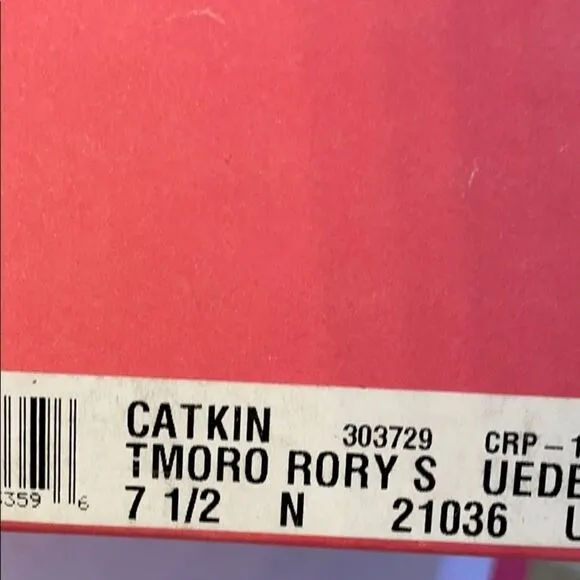 CATKIN 303729 CRP-1
TMORO RORY S UEDE
7 1/2 N 21036 U
359 6